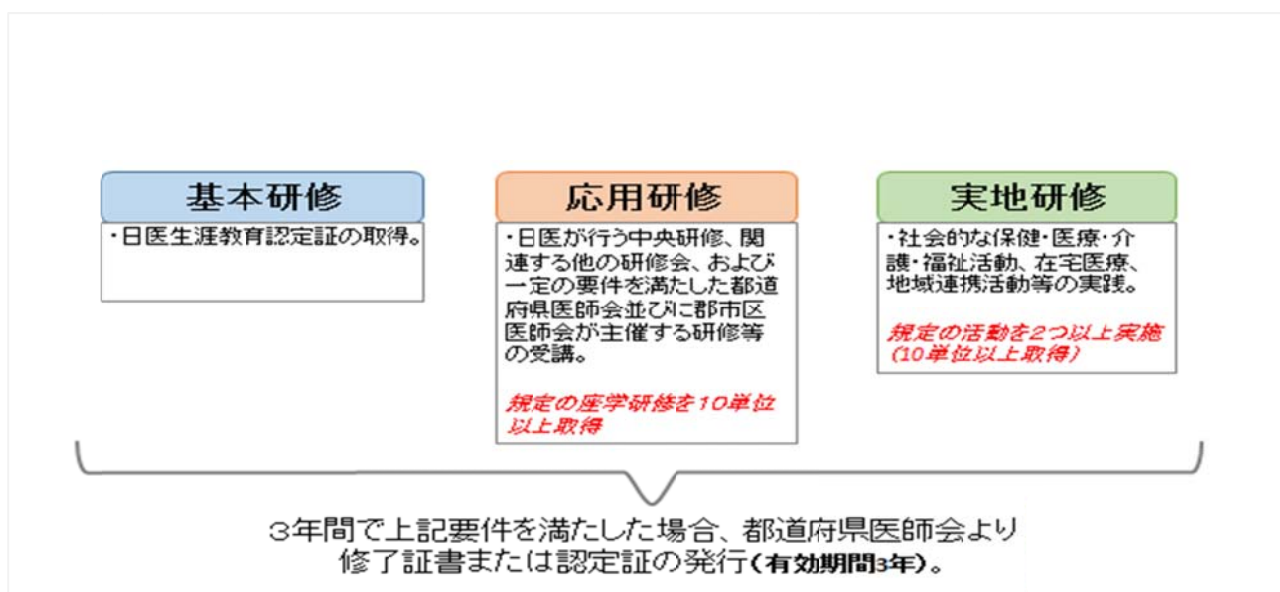 基本研修
・日医生涯教育認定証の取得。
応用研修
・日医が行う中央研修、関
連する他の研修会、および
一定の要件を満たした都道
府県医師会並びに郡市区
医師会が主催する研修等
の受講。
規定の座学研修を10単位
以上取得
実地研修
・社会的な保健・医療・介
護・福祉活動、在宅医療、
地域連携活動等の実践。
規定の活動を2つ以上実施
(10単位以上取得)
3年間で上記要件を満たした場合、都道府県医師会より
修了証書または認定証の発行(有効期間3年)。